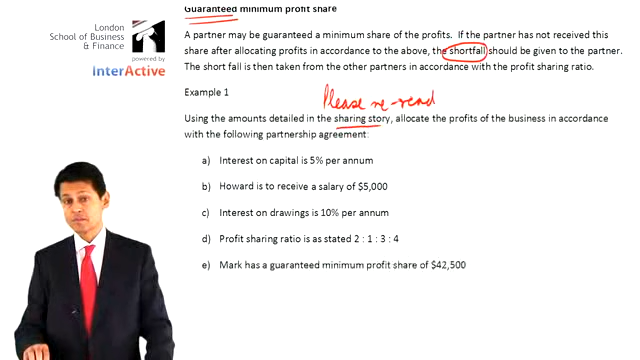 London
School of Business
& Finance
powered by
InterActive
Guaranteed minimum profit share
A partner may be guaranteed a minimum share of the profits. If the partner has not received this
share after allocating profits in accordance to the above, the shortfall should be given to the partner.
The short fall is then taken from the other partners in accordance with the profit sharing ratio.
Example 1
Please re-read
Using the amounts detailed in the sharing story, allocate the profits of the business in accordance
with the following partnership agreement:
a) Interest on capital is 5% per annum
b) Howard is to receive a salary of $5,000
c) Interest on drawings is 10% per annum
d) Profit sharing ratio is as stated 2 : 1 : 3 : 4
e) Mark has a guaranteed minimum profit share of $42,500